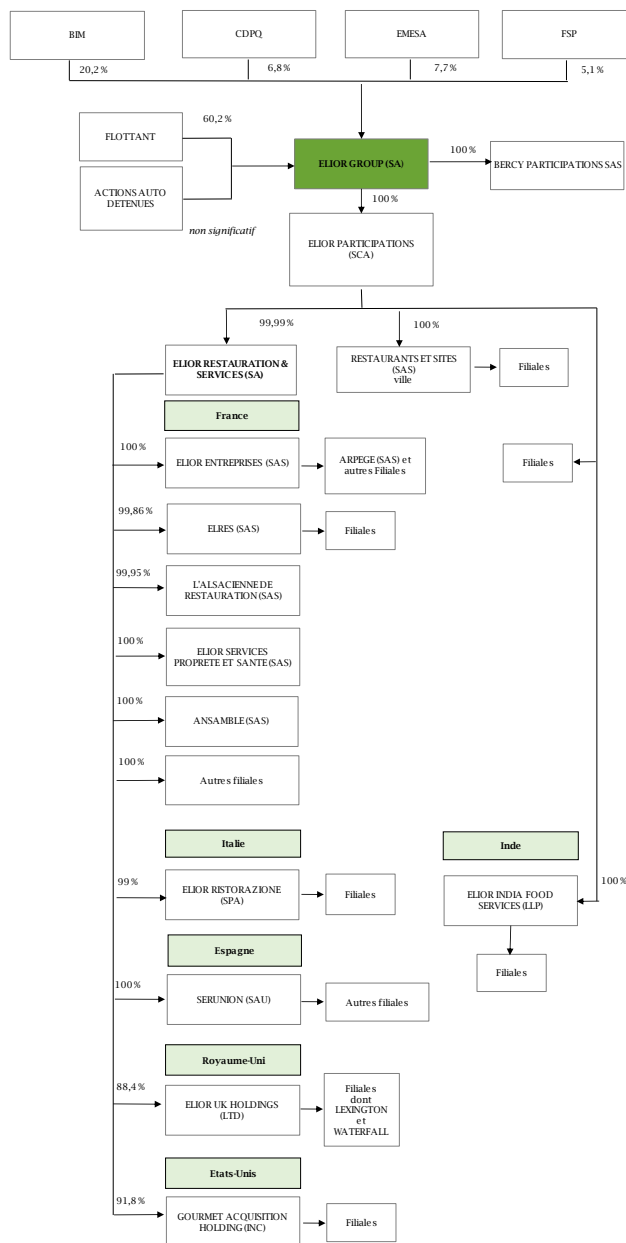 BIM
CDPQ
EMESA
FSP
20,2%
6,8%
7,7%
5,1%
60,2%
FLOTTANT
ELIOR GROUP (SA)
100%
BERCY PARTICIPATIONS SAS
ACTIONS AUTO
DETENUES
100%
non significatif
ELIOR PARTICIPATIONS
(SCA)
99,99%
100%
ELIOR RESTAURATION &
SERVICES (SA)
RESTAURANTS ET SITES
(SAS)
ville
Filiales
France
100%
ELIOR ENTREPRISES (SAS)
ARPEGE (SAS) et
autres Filiales
Filiales
99,86%
ELRES (SAS)
Filiales
99,95%
L'ALSACIENNE DE
RESTAURATION (SAS)
100%
ELIOR SERVICES
PROPRETE ET SANTE (SAS)
100%
ANSAMBLE (SAS)
100%
Autres filiales
Italie
Inde
99%
ELIOR RISTORAZIONE
(SPA)
Filiales
ELIOR INDIA FOOD
SERVICES (LLP)
100%
Espagne
Filiales
100%
SERUNION (SAU)
Autres filiales
Royaume-Uni
88,4%
ELIOR UK HOLDINGS
(LTD)
Filiales
dont
LEXINGTON
et
WATERFALL
Etats-Unis
91,8%
GOURMET ACQUISITION
HOLDING (INC)
Filiales